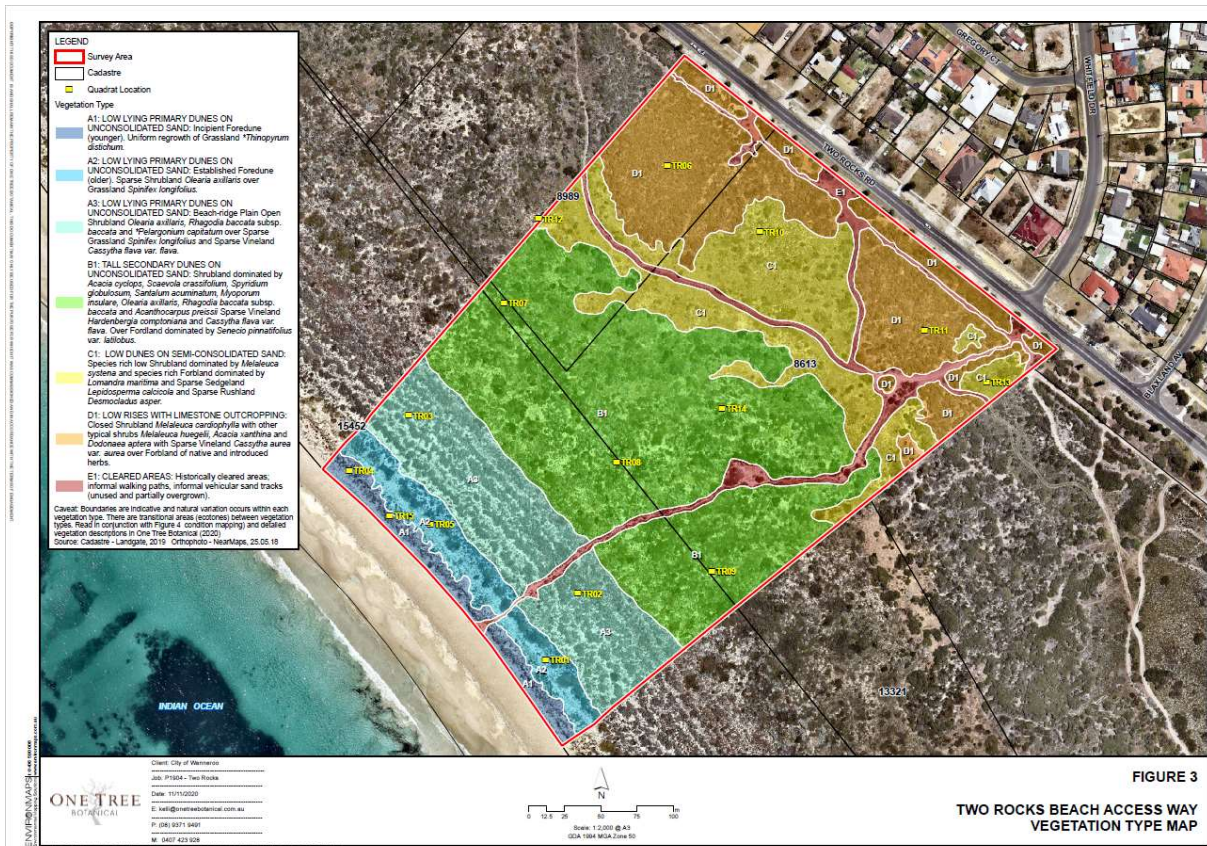 LEGEND
Survey Area
Cadastre
Quadrat Location
Vegetation Type
A1: LOW LYING PRIMARY DUNES ON
UNCONSOLIDATED SAND: Incipient Foredune
(younger). Uniform regrowth of Grassland *Thinopyrum
distichum.
A2: LOW LYING PRIMARY DUNES ON
UNCONSOLIDATED SAND: Established Foredune
(older). Sparse Shrubland Olearia axillaris over
Grassland Spinifex longifolius.
A3: LOW LYING PRIMARY DUNES ON
UNCONSOLIDATED SAND: Beach-ridge Plain Open
Shrubland Olearia axillaris, Rhagodia baccata subsp.
baccata and *Pelargonium capitatum over Sparse
Grassland Spinifex longifolius and Sparse Vineland
Cassytha flava var. flava.
B1: TALL SECONDARY DUNES ON
UNCONSOLIDATED SAND: Shrubland dominated by
Acacia cyclops, Scaevola crassifolium, Spyridium
globulosum, Santalum acuminatum, Myoporum
insulare, Olearia axillaris, Rhagodia baccata subsp.
baccata and Acanthocarpus preissii Sparse Vineland
Hardenbergia comptoniana and Cassytha flava var.
flava. Over Fordland dominated by Senecio pinnatifolius
var. latilobus.
C1: LOW DUNES ON SEMI-CONSOLIDATED SAND:
Species rich low Shrubland dominated by Melaleuca
systena and species rich Forbland dominated by
Lomandra maritima and Sparse Sedgeland
Lepidosperma calcicola and Sparse Rushland
Desmocladus asper.
D1: LOW RISES WITH LIMESTONE OUTCROPPING:
Closed Shrubland Melaleuca cardiophylla with other
typical shrubs Melaleuca huegelii, Acacia xanthina and
Dodonaea aptera with Sparse Vineland Cassytha aurea
var. aurea over Forbland of native and introduced
herbs.
E1: CLEARED AREAS: Historically cleared areas;
informal walking paths, informal vehicular sand tracks
(unused and partially overgrown).
Caveat: Boundaries are indicative and natural variation occurs within each
vegetation type. There are transitional areas (ecotones) between vegetation
types. Read in conjunction with Figure 4 condition mapping) and detailed
vegetation descriptions in One Tree Botanical (2020)
Source: Cadastre - Landgate, 2019 Orthophoto - NearMaps, 25.05.18
GREGORY CT
WHITFIELD DR
TWO ROCKS RD
BLAXLAND AV
D1
D1
E1
D1
TR06
D1
8989
TR12
TR10
C1
D1
TR07
C1
D1
TR11
C1
D1
8613
D1
C1
TR13
D1
B1
TR14
TR03
15452
C1
D1
TR08
TR04
A3
TR15
A1
A2
TR05
B1
TR09
TR02
A3
TR01
A2
A1
13321
INDIAN OCEAN
ONE TREE
BOTANICAL
Client: City of Wanneroo
Job: P1904 - Two Rocks
Date: 11/11/2020
E: kelli@onetreebotanical.com.au
P: (08) 9371 9491
M: 0407 423 928
N
0 12.5 25 50 75 100
m
Scale: 1:2,000 @ A3
GDA 1994 MGA Zone 50
FIGURE 3
TWO ROCKS BEACH ACCESS WAY
VEGETATION TYPE MAP
ENVIRONMAPS